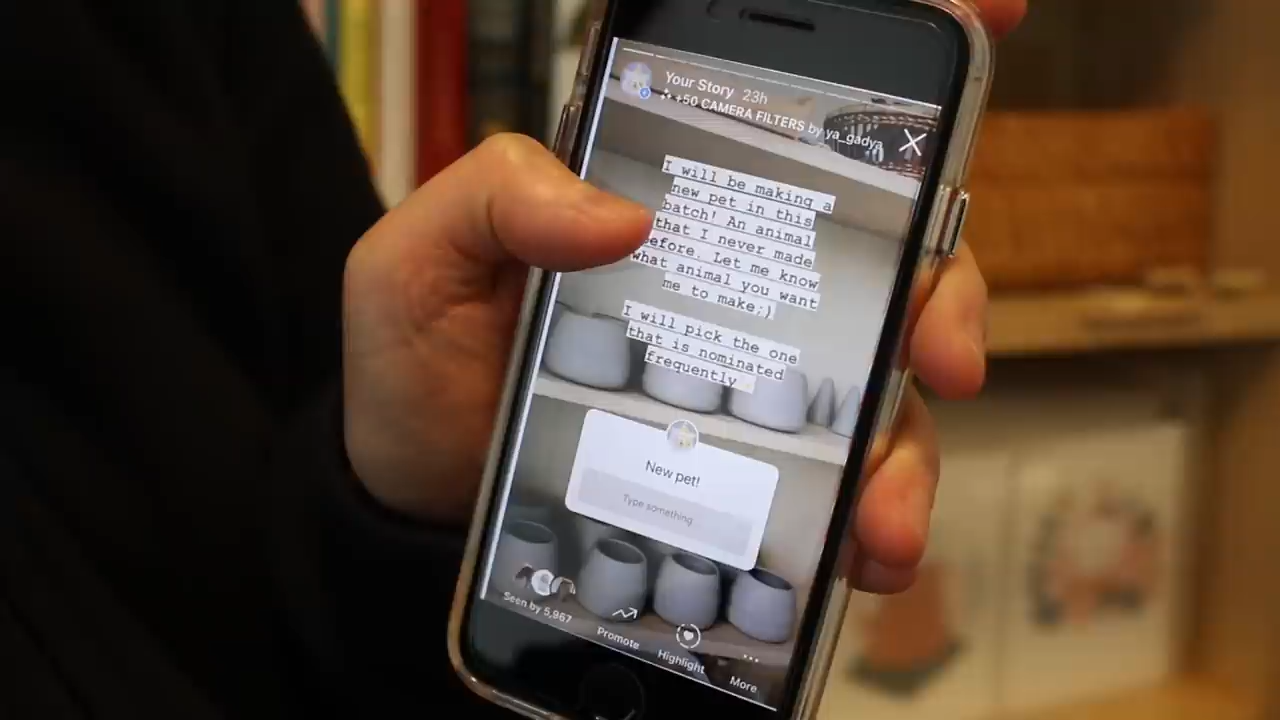 Your Story 23h
+50 CAMERA FILTERS by ya_gadya
I will be making a
new pet in this
batch! An animal
that I never made
before. Let me know
what animal you want
me to make;)
I will pick the one
that is nominated
frequently
New pet!
Type something
Seen by 5,967
Promote
Highlight
More